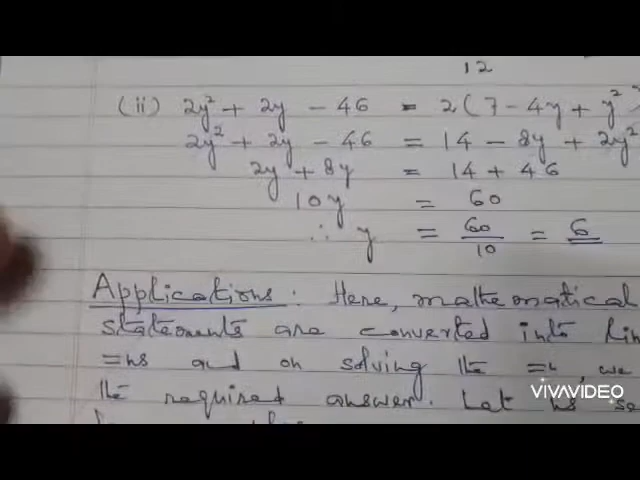 12
(ii) 2y² + 2y - 46 = 2(7 - 4y + y²)
2y² + 2y - 46 = 14 - 8y + 2y²
2y + 8y = 14 + 46
10y = 60
∴ y = 60/10 = 6
Applications: Here, mathematical
statements are converted into lin
=ns and on solving the =n, we
the required answer. Let us se
VIVAVIDEO